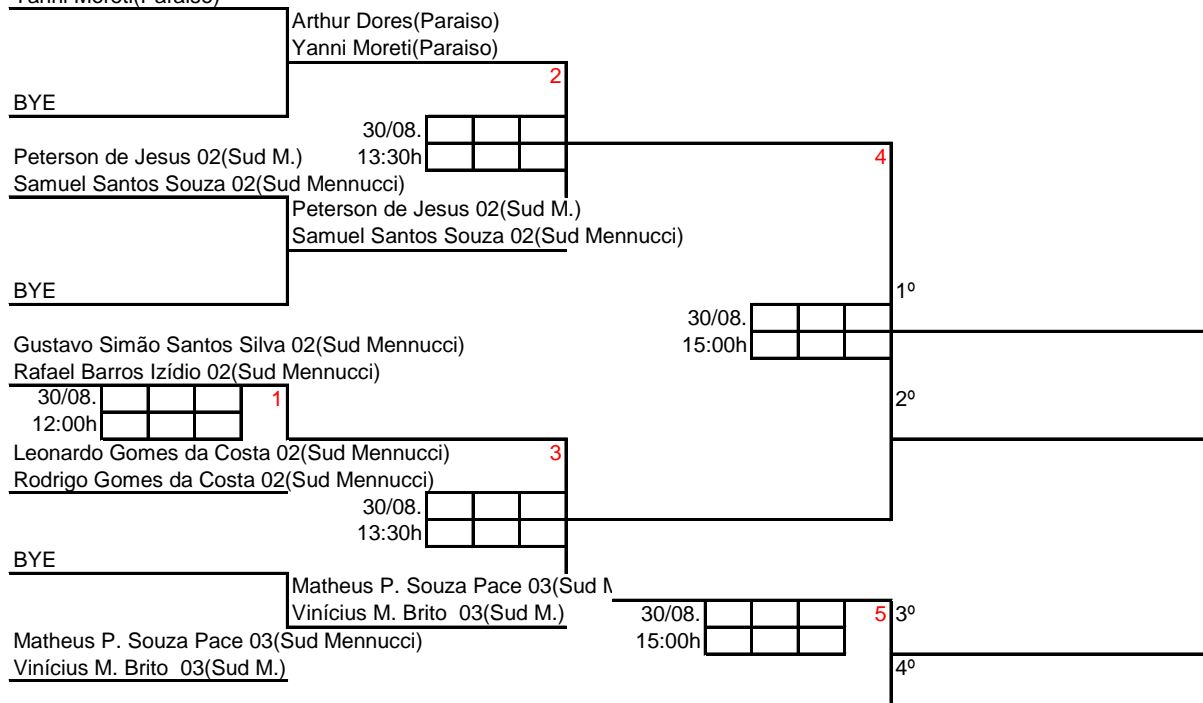 Yanni Moreti(Paraiso)
Arthur Dores(Paraiso)
Yanni Moreti(Paraiso)
2
BYE
30/08.
13:30h
Peterson de Jesus 02(Sud M.)
4
Samuel Santos Souza 02(Sud Mennucci)
Peterson de Jesus 02(Sud M.)
Samuel Santos Souza 02(Sud Mennucci)
BYE
1º
30/08.
15:00h
Gustavo Simão Santos Silva 02(Sud Mennucci)
Rafael Barros Izídio 02(Sud Mennucci)
30/08.
12:00h
1
2º
Leonardo Gomes da Costa 02(Sud Mennucci)
3
Rodrigo Gomes da Costa 02(Sud Mennucci)
30/08.
13:30h
BYE
Matheus P. Souza Pace 03(Sud
Vinícius M. Brito 03(Sud M.)
30/08.
15:00h
5
3º
Matheus P. Souza Pace 03(Sud Mennucci)
Vinícius M. Brito 03(Sud M.)
4º